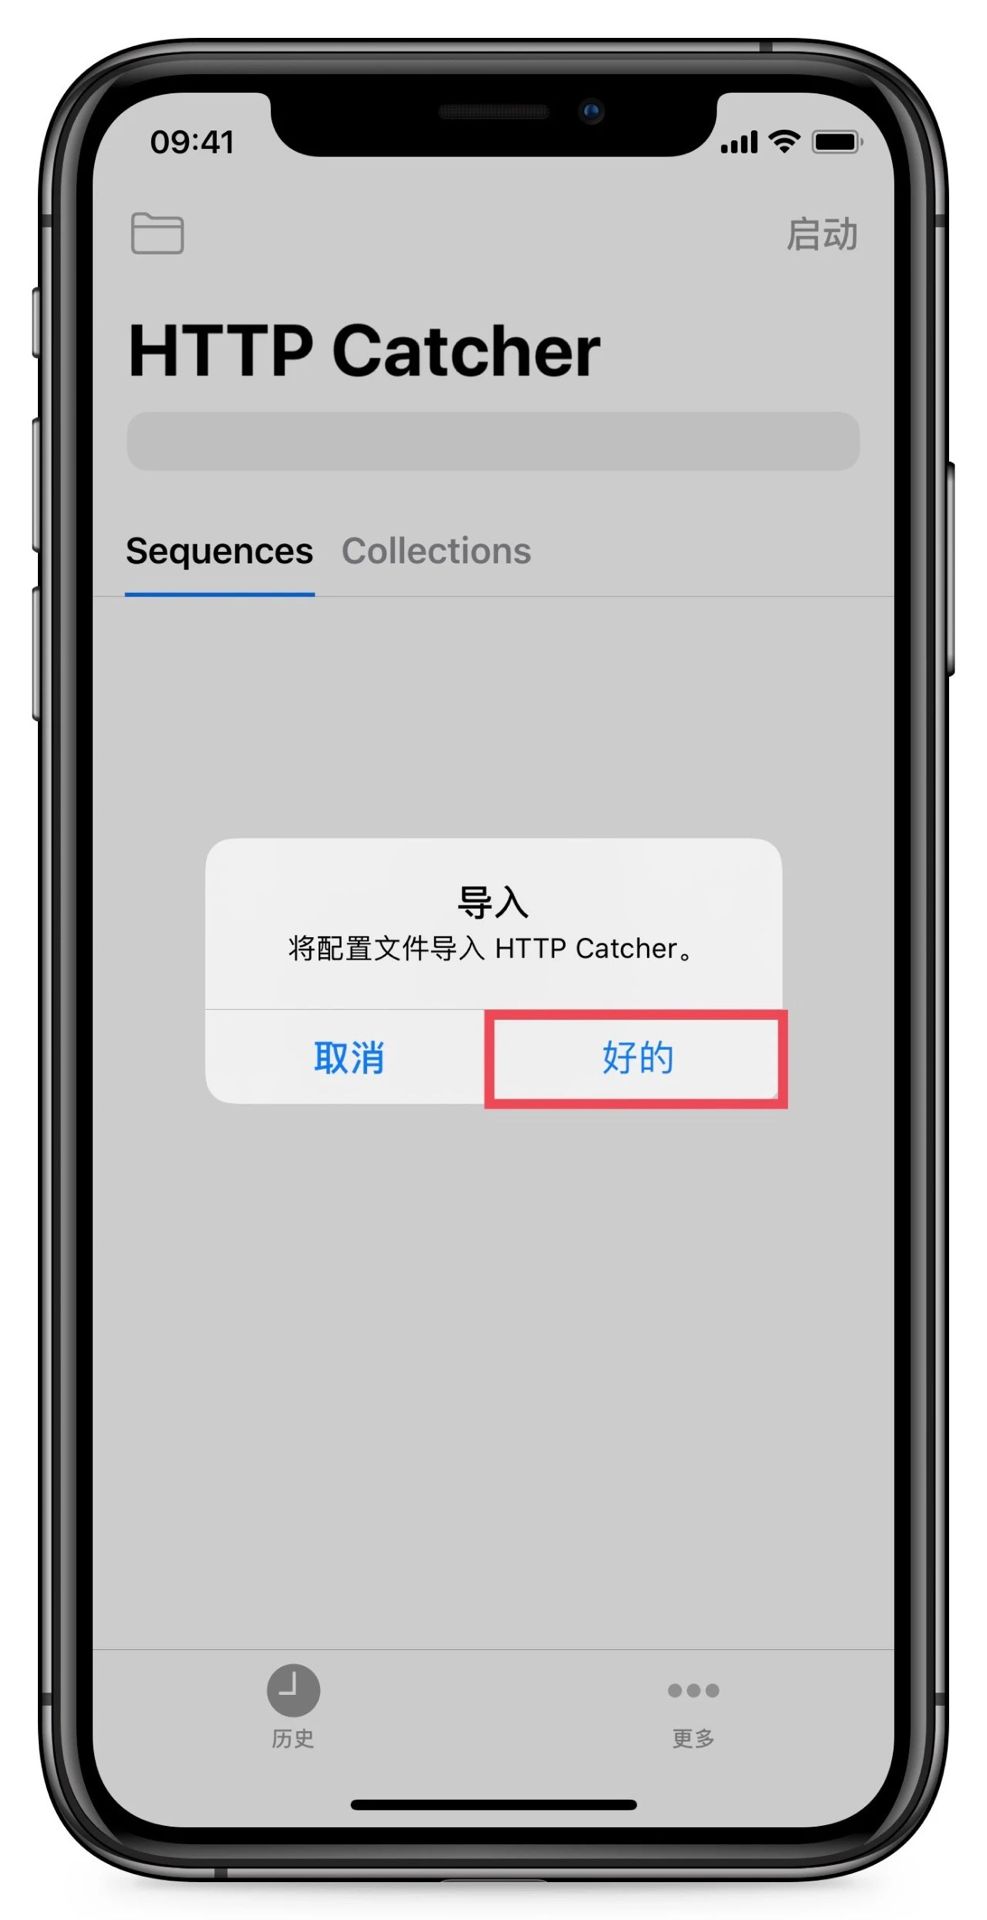 09:41
启动
HTTP Catcher
Sequences Collections
导入
将配置文件导入 HTTP Catcher。
取消 好的
历史 更多